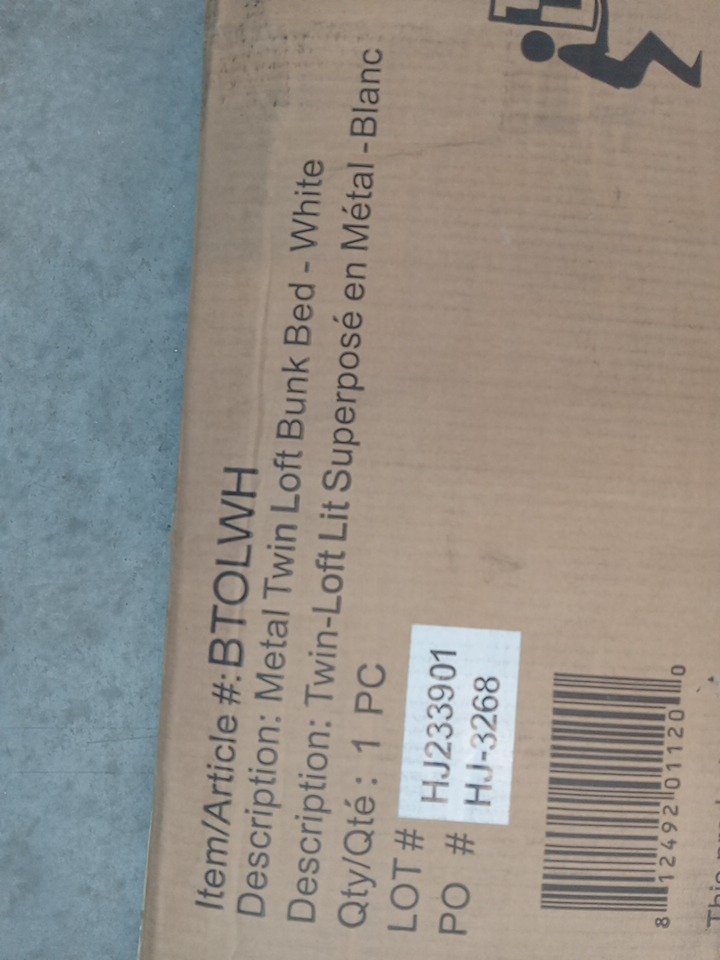 Item/Article #:BTOLWH
Description: Metal Twin Loft Bunk Bed - White
Description: Twin-Loft Lit Superposé en Métal -Blanc
Qty/Qté : 1 PC
LOT # HJ233901
PO # HJ-3268
8 12492 01120 0